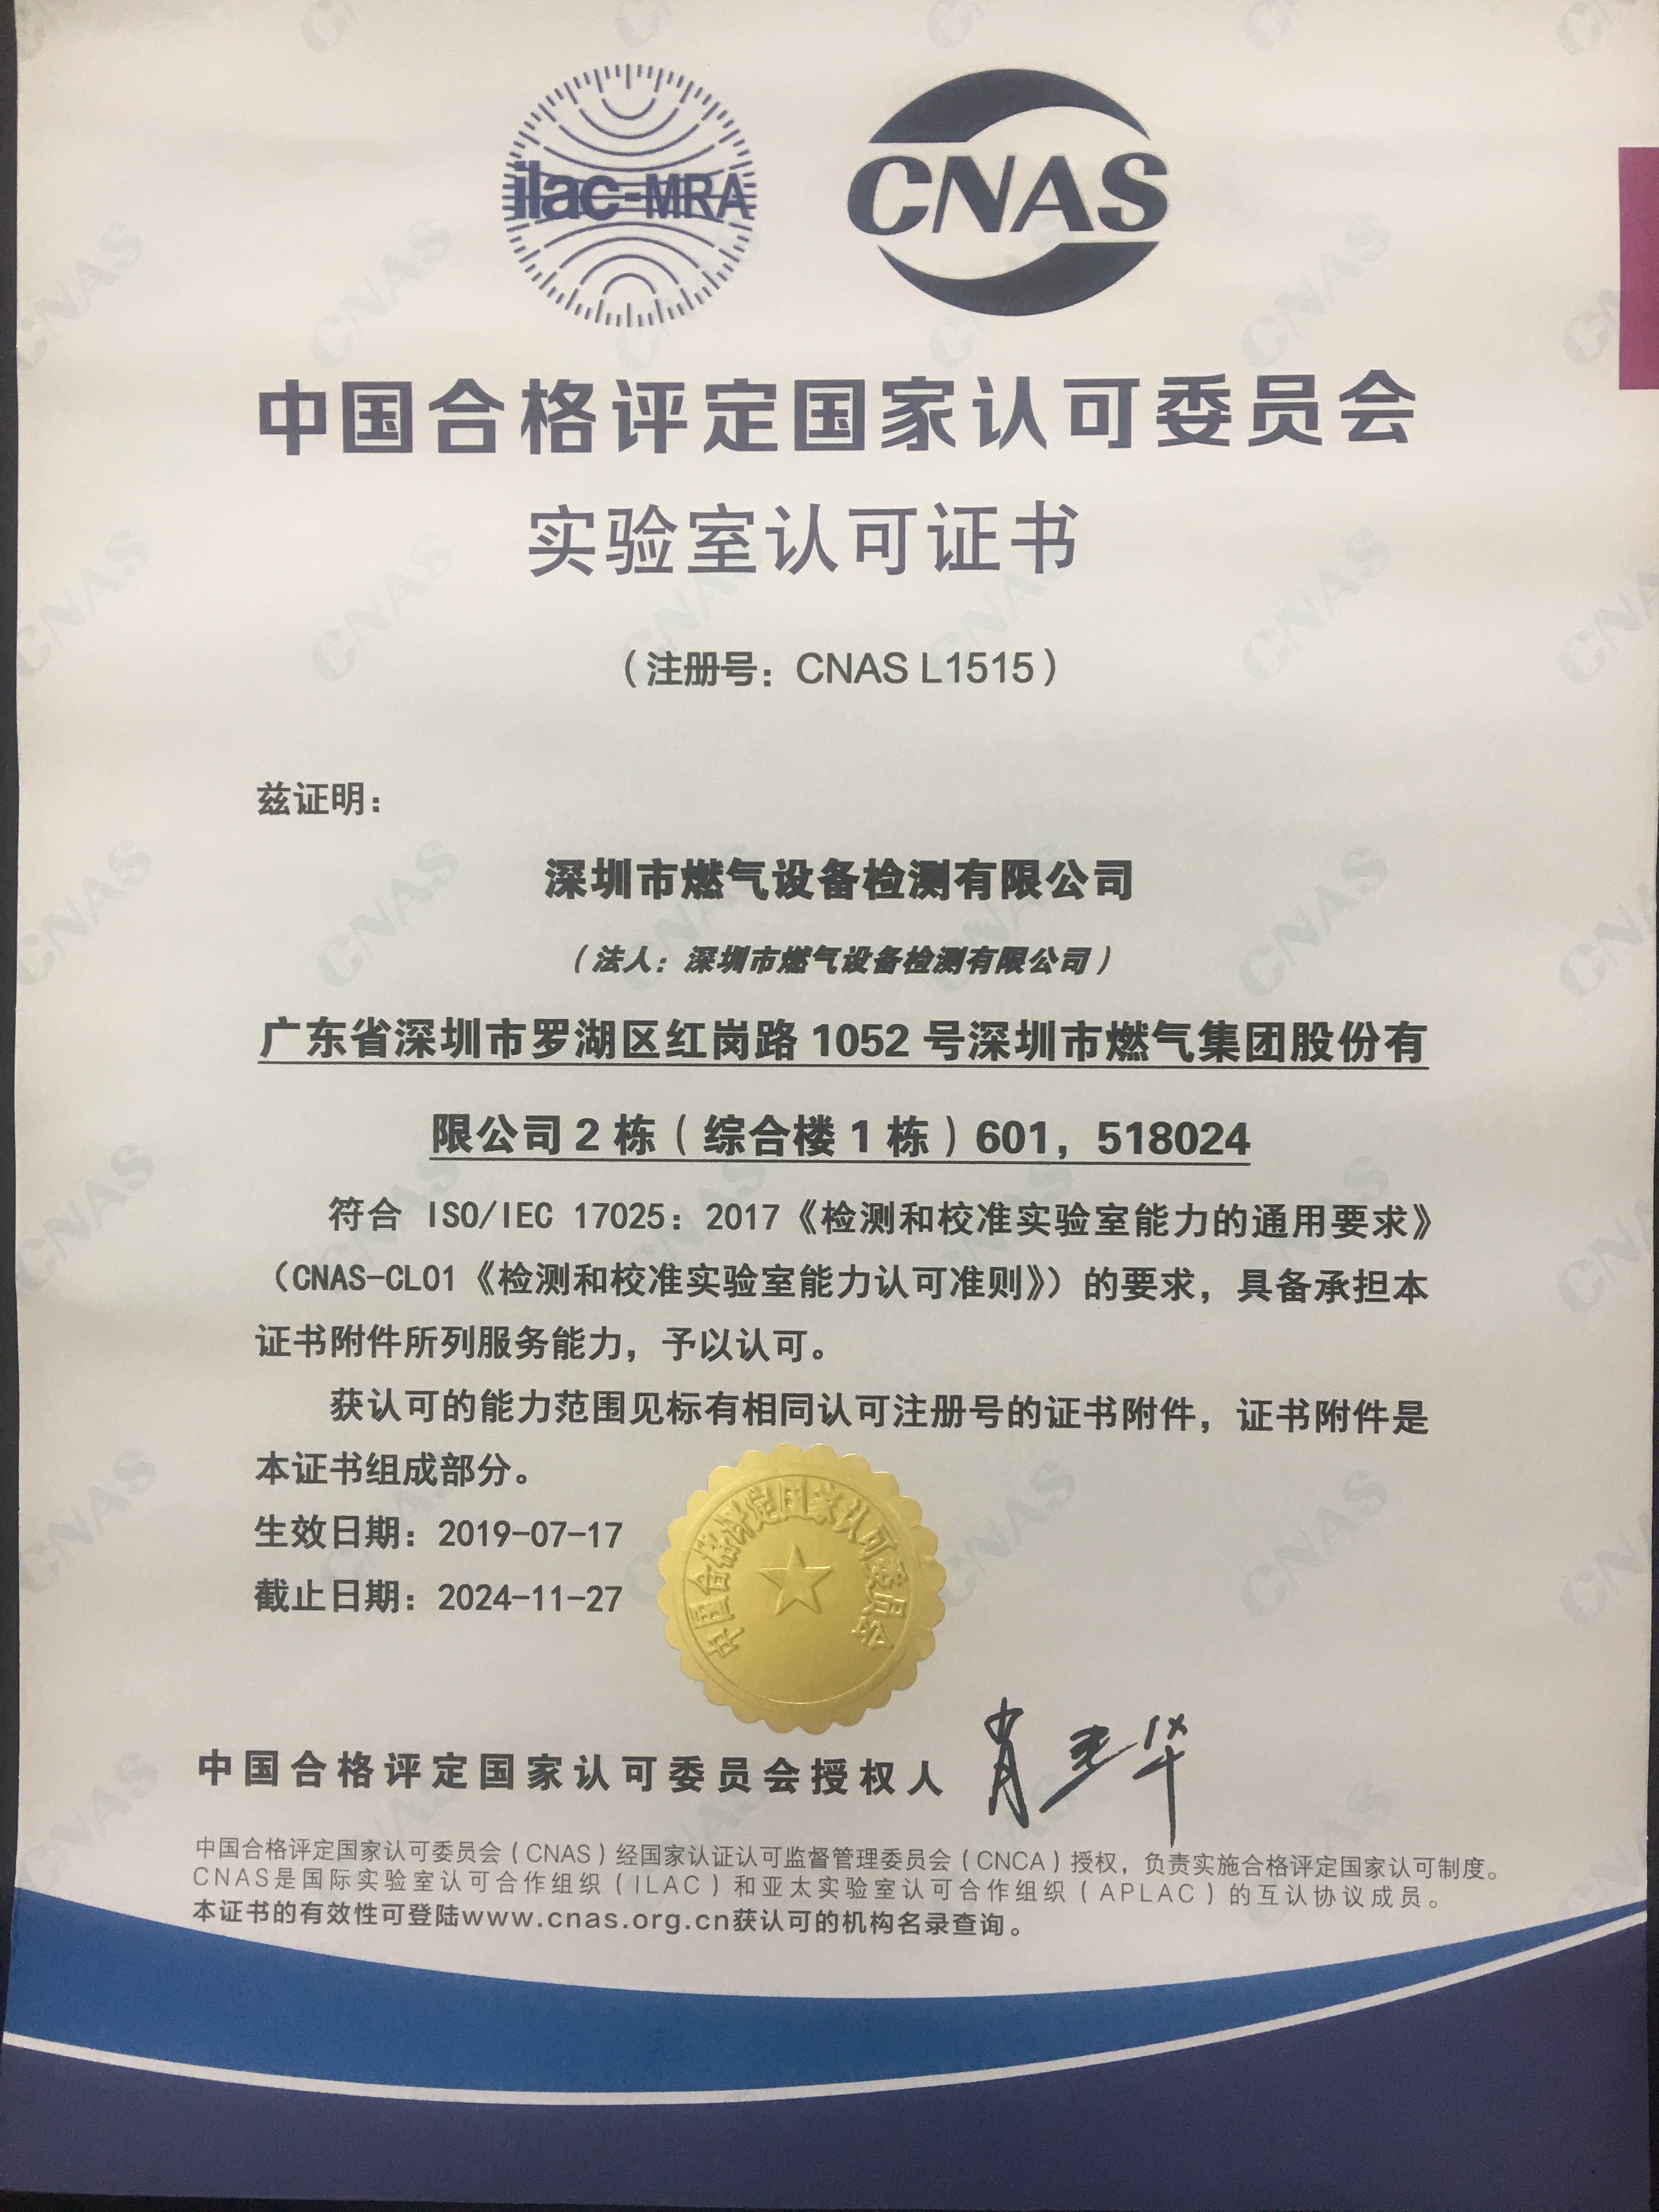 ilac-MRA
CNAS
中国合格评定国家认可委员会
实验室认可证书
（注册号：CNAS L1515）
兹证明：
深圳市燃气设备检测有限公司
（法人：深圳市燃气设备检测有限公司）
广东省深圳市罗湖区红岗路 1052 号深圳市燃气集团股份有
限公司 2 栋（综合楼 1 栋）601，518024
符合 ISO/IEC 17025：2017《检测和校准实验室能力的通用要求》
（CNAS-CL01《检测和校准实验室能力认可准则》）的要求，具备承担本
证书附件所列服务能力，予以认可。
获认可的能力范围见标有相同认可注册号的证书附件，证书附件是
本证书组成部分。
生效日期：2019-07-17
截止日期：2024-11-27
中国合格评定国家认可委员会
中国合格评定国家认可委员会授权人
中国合格评定国家认可委员会（CNAS）经国家认证认可监督管理委员会（CNCA）授权，负责实施合格评定国家认可制度。
CNAS是国际实验室认可合作组织（ILAC）和亚太实验室认可合作组织（APLAC）的互认协议成员。
本证书的有效性可登陆www.cnas.org.cn获认可的机构名录查询。